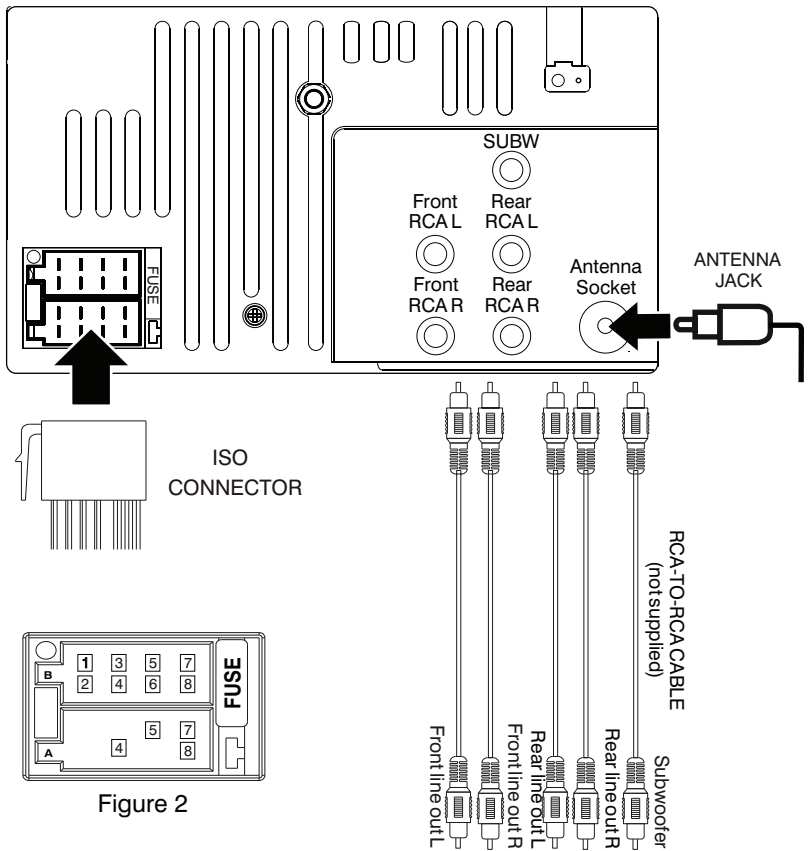 SUBW
Front
RCA L
Rear
RCA L
Front
RCA R
Rear
RCA R
Antenna
Socket
ANTENNA
JACK
FUSE
ISO
CONNECTOR
RCA-TO-RCA CABLE
(not supplied)
Front line out L
Front line out R
Rear line out L
Rear line out R
Subwoofer
B
1 3 5 7
2 4 6 8
FUSE
5 7
A
4 8
Figure 2